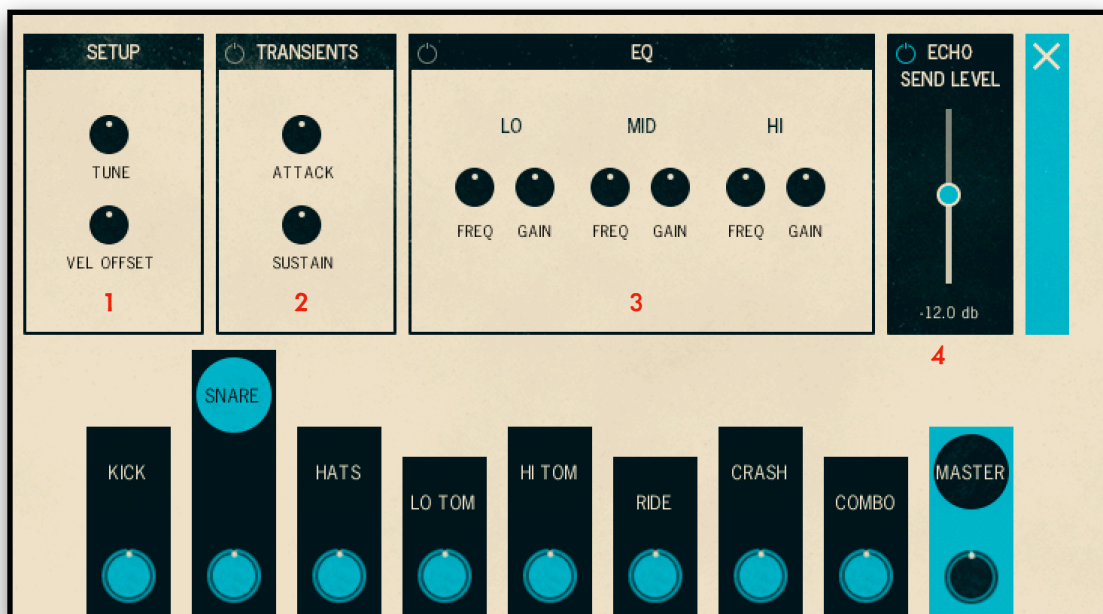 SETUP
TRANSIENTS
EQ
ECHO
SEND LEVEL
TUNE
VEL OFFSET
1
ATTACK
SUSTAIN
2
LO MID HI
FREQ GAIN FREQ GAIN FREQ GAIN
3
-12.0 db
4
KICK
SNARE
HATS
LO TOM
HI TOM
RIDE
CRASH
COMBO
MASTER